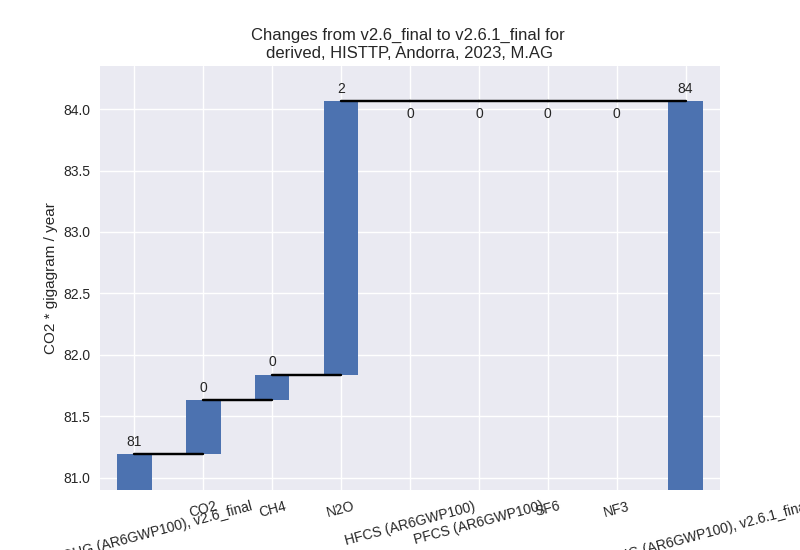 Changes from v2.6_final to v2.6.1_final for
derived, HISTTP, Andorra, 2023, M.AG
CO2 * gigagram / year
84.0
83.5
83.0
82.5
82.0
81.5
81.0
81
0
0
2
0
0
0
0
84
(AR6GWP100), v2.6_final
CO2
CH4
N2O
HFCS (AR6GWP100)
PFCS (AR6GWP100)
SF6
NF3
(AR6GWP100), v2.6.1_fina